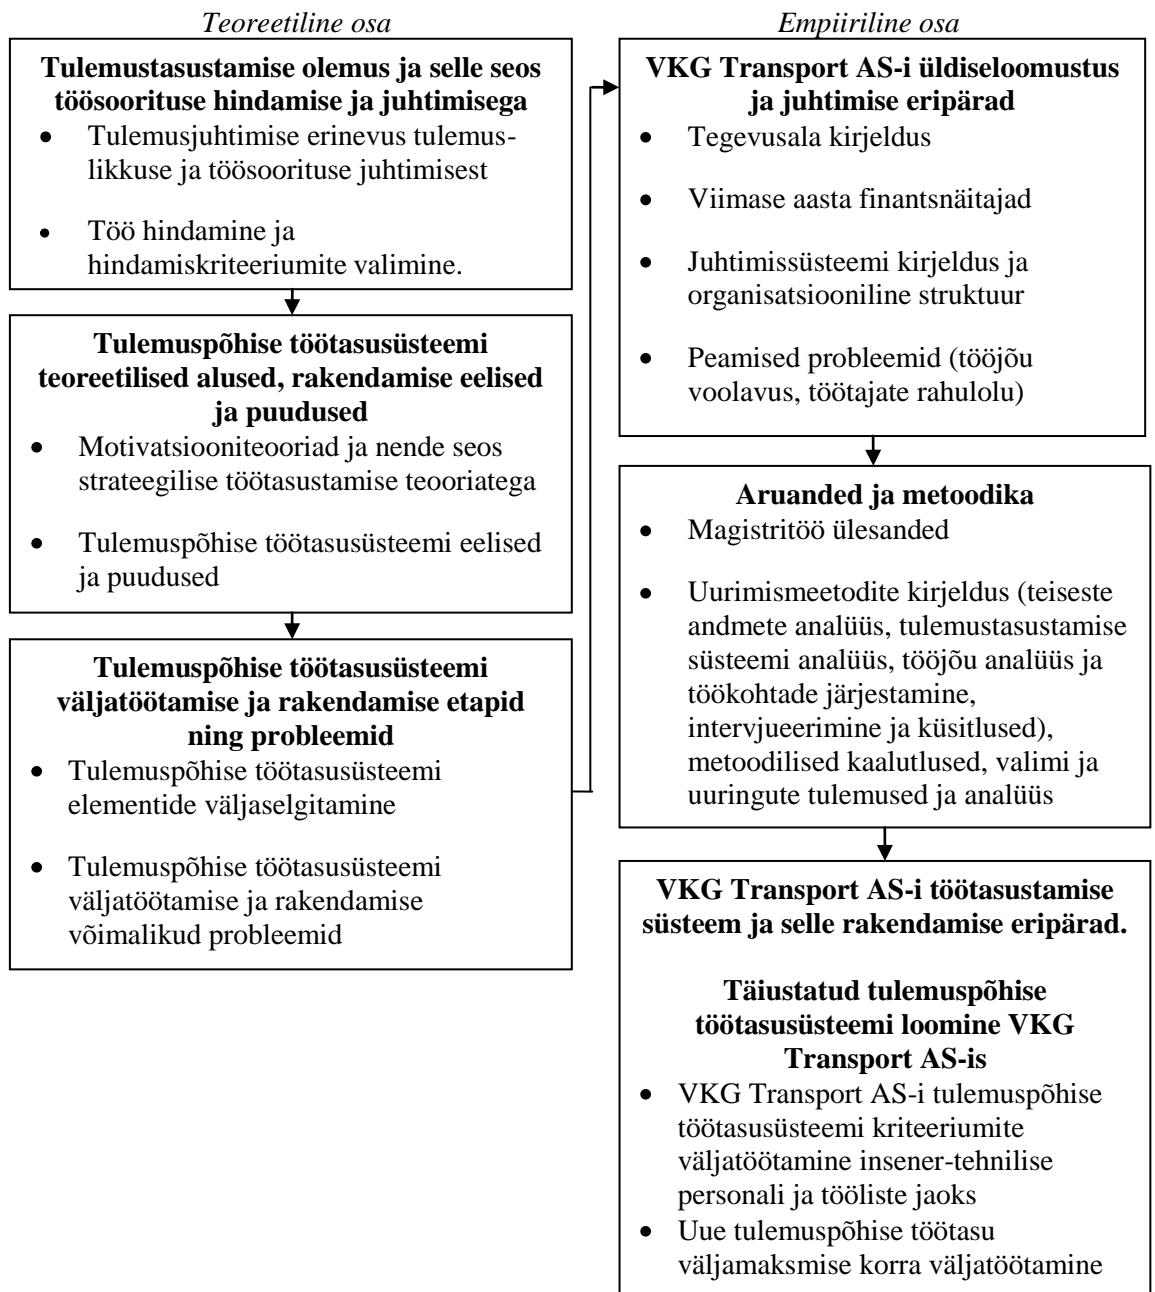 Teoreetiline osa
Tulemustasustamise olemus ja selle seos
töösoorituse hindamise ja juhtimisega
• Tulemusjuhtimise erinevus tulemus-
likkuse ja töösoorituse juhtimisest
• Töö hindamine ja
hindamiskriteeriumite valimine.
Tulemuspõhise töötasusüsteemi
teoreetilised alused, rakendamise eelised
ja puudused
• Motivatsiooniteooriad ja nende seos
strateegilise töötasustamise teooriatega
• Tulemuspõhise töötasusüsteemi eelised
ja puudused
Tulemuspõhise töötasusüsteemi
väljatöötamise ja rakendamise etapid
ning probleemid
• Tulemuspõhise töötasusüsteemi
elementide väljaselgitamine
• Tulemuspõhise töötasusüsteemi
väljatöötamise ja rakendamise
võimalikud probleemid
Empiiriline osa
VKG Transport AS-i üldiseloomustus
ja juhtimise eripärad
• Tegevusala kirjeldus
• Viimase aasta finantsnäitajad
• Juhtimissüsteemi kirjeldus ja
organisatsiooniline struktuur
• Peamised probleemid (tööjõu
voolavus, töötajate rahulolu)
Aruanded ja metoodika
• Magistritöö ülesanded
• Uurimismeetodite kirjeldus (teiseste
andmete analüüs, tulemustasustamise
süsteemi analüüs, tööjõu analüüs ja
töökohtade järjestamine,
intervjueerimine ja küsitlused),
metoodilised kaalutlused, valimi ja
uuringute tulemused ja analüüs
VKG Transport AS-i töötasustamise
süsteem ja selle rakendamise eripärad.
Täiustatud tulemuspõhise
töötasusüsteemi loomine VKG
Transport AS-is
• VKG Transport AS-i tulemuspõhise
töötasusüsteemi kriteeriumite
väljatöötamine insener-tehnilise
personali ja tööliste jaoks
• Uue tulemuspõhise töötasu
väljamaksmise korra väljatöötamine